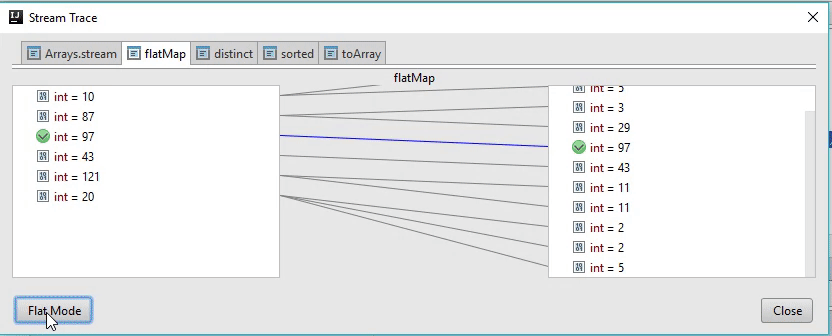 Stream Trace
Arrays.stream flatMap distinct sorted toArray
flatMap
int = 10
int = 87
int = 97
int = 43
int = 121
int = 20
int = 5
int = 3
int = 29
int = 97
int = 43
int = 11
int = 11
int = 2
int = 2
int = 5
Flat Mode
Close